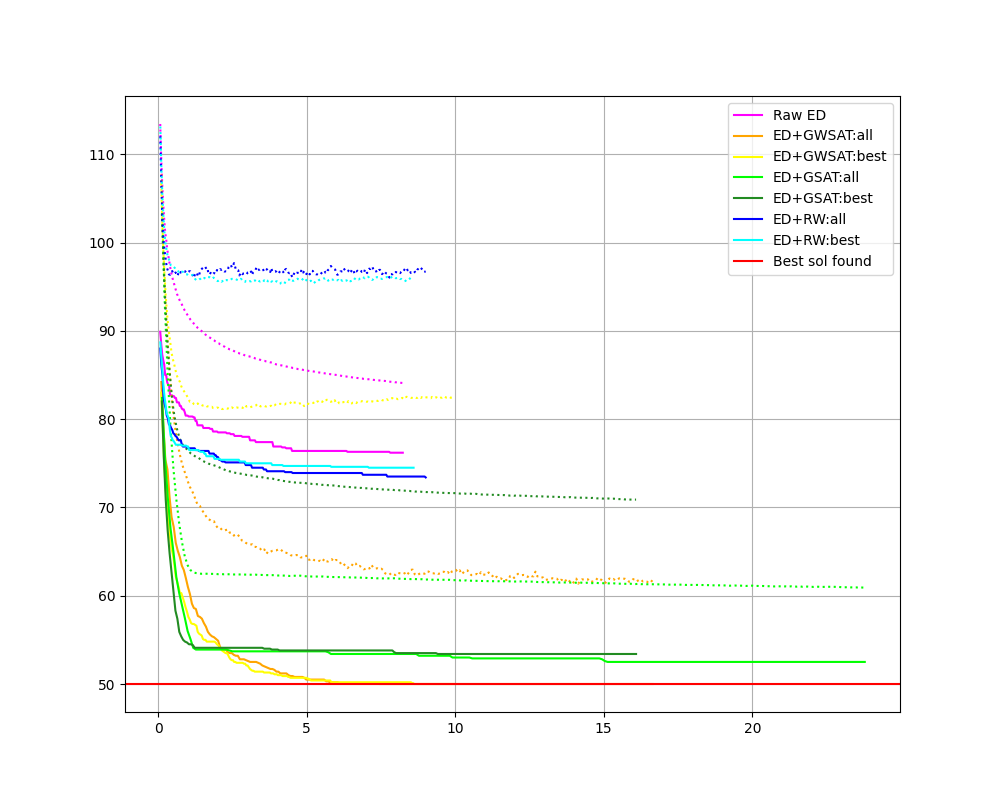 Raw ED
ED+GWSAT:all
ED+GWSAT:best
ED+GSAT:all
ED+GSAT:best
ED+RW:all
ED+RW:best
Best sol found
110
100
90
80
70
60
50
0 5 10 15 20